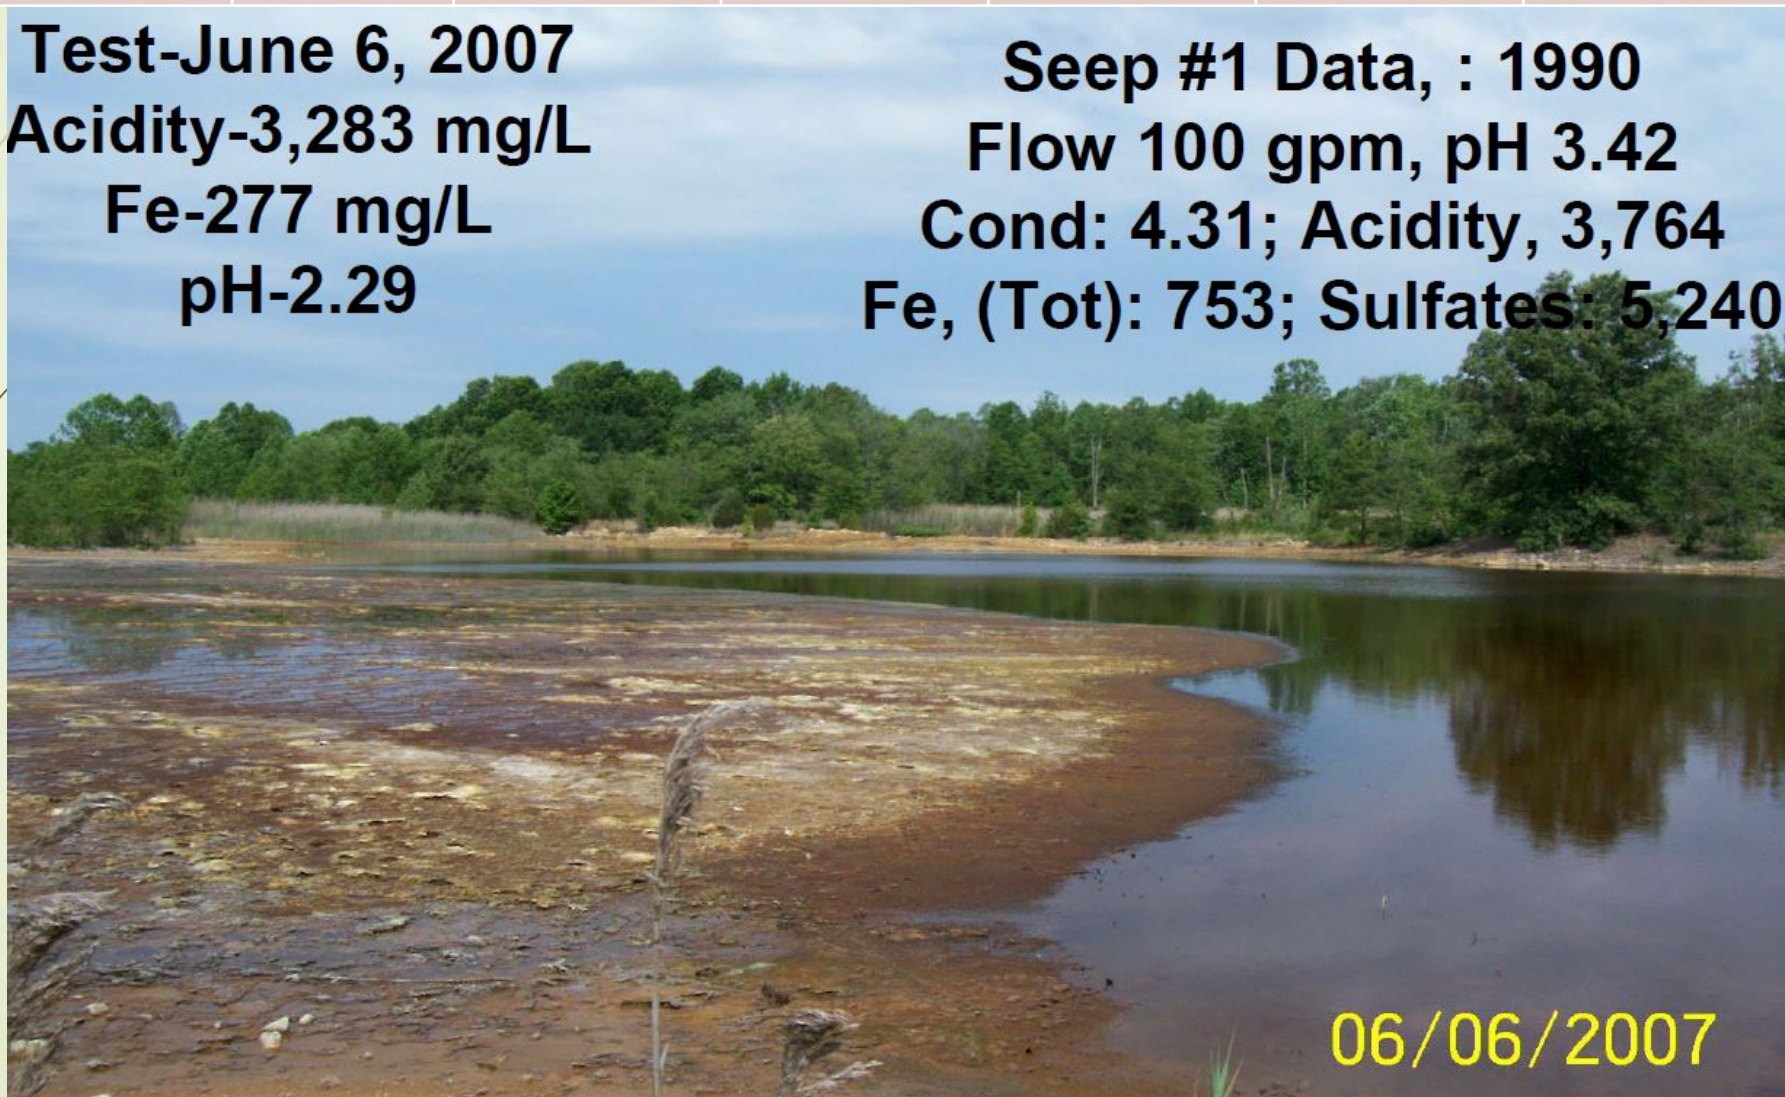 Test-June 6, 2007
Acidity-3,283 mg/L
Fe-277 mg/L
pH-2.29
Seep #1 Data, : 1990
Flow 100 gpm, pH 3.42
Cond: 4.31; Acidity, 3,764
Fe, (Tot): 753; Sulfates: 5,240
06/06/2007